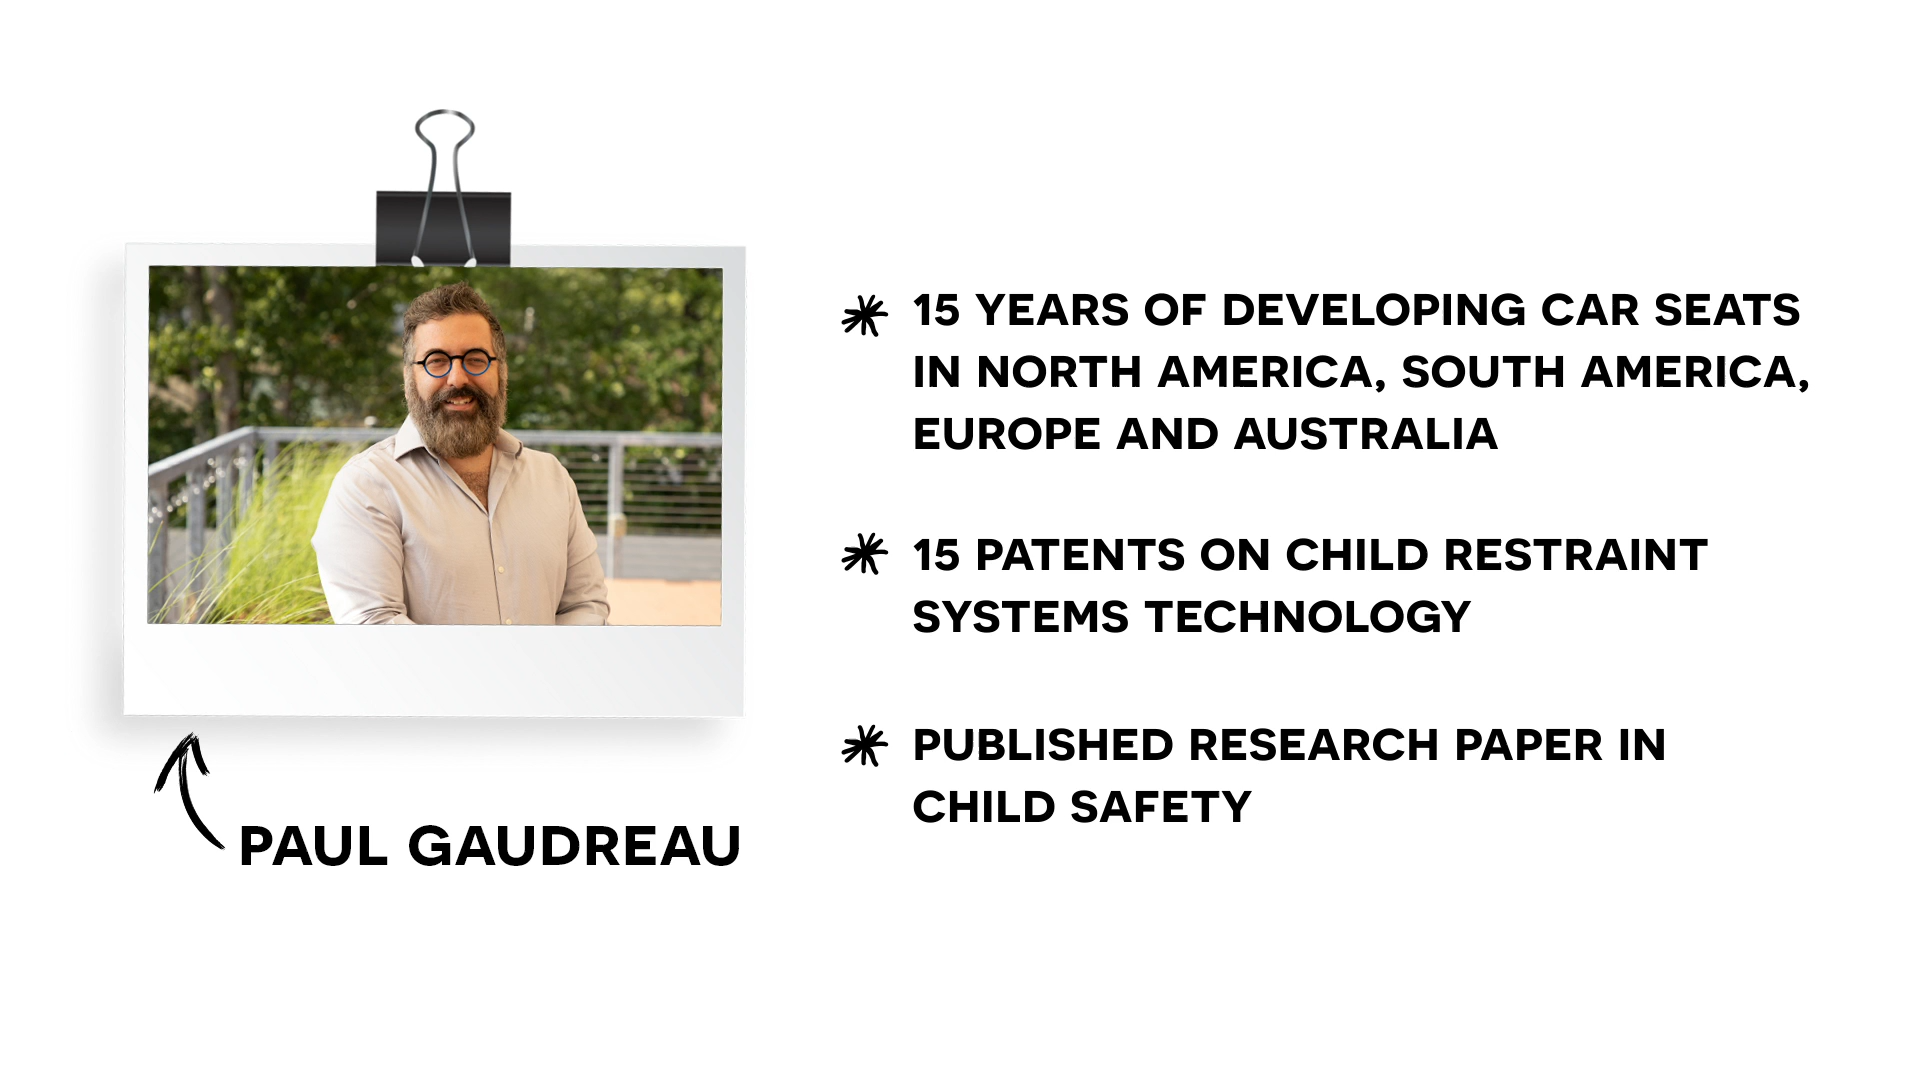 15 YEARS OF DEVELOPING CAR SEATS
IN NORTH AMERICA, SOUTH AMERICA,
EUROPE AND AUSTRALIA
15 PATENTS ON CHILD RESTRAINT
SYSTEMS TECHNOLOGY
PUBLISHED RESEARCH PAPER IN
CHILD SAFETY
PAUL GAUDREAU